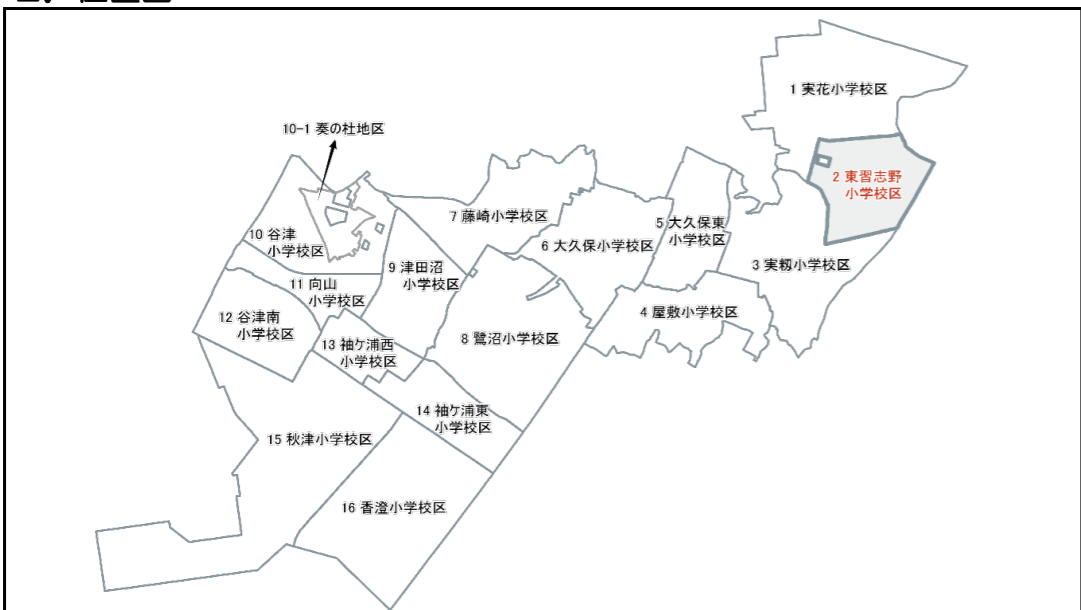 1 実花小学校区
10-1 奏の杜地区
2 東習志野
小学校区
7 藤崎小学校区
5 大久保東
小学校区
10 谷津
小学校区
6 大久保小学校区
9 津田沼
小学校区
3 実籾小学校区
11 向山
小学校区
12 谷津南
小学校区
4 屋敷小学校区
8 鷺沼小学校区
13 袖ケ浦西
小学校区
14 袖ケ浦東
小学校区
15 秋津小学校区
16 香澄小学校区